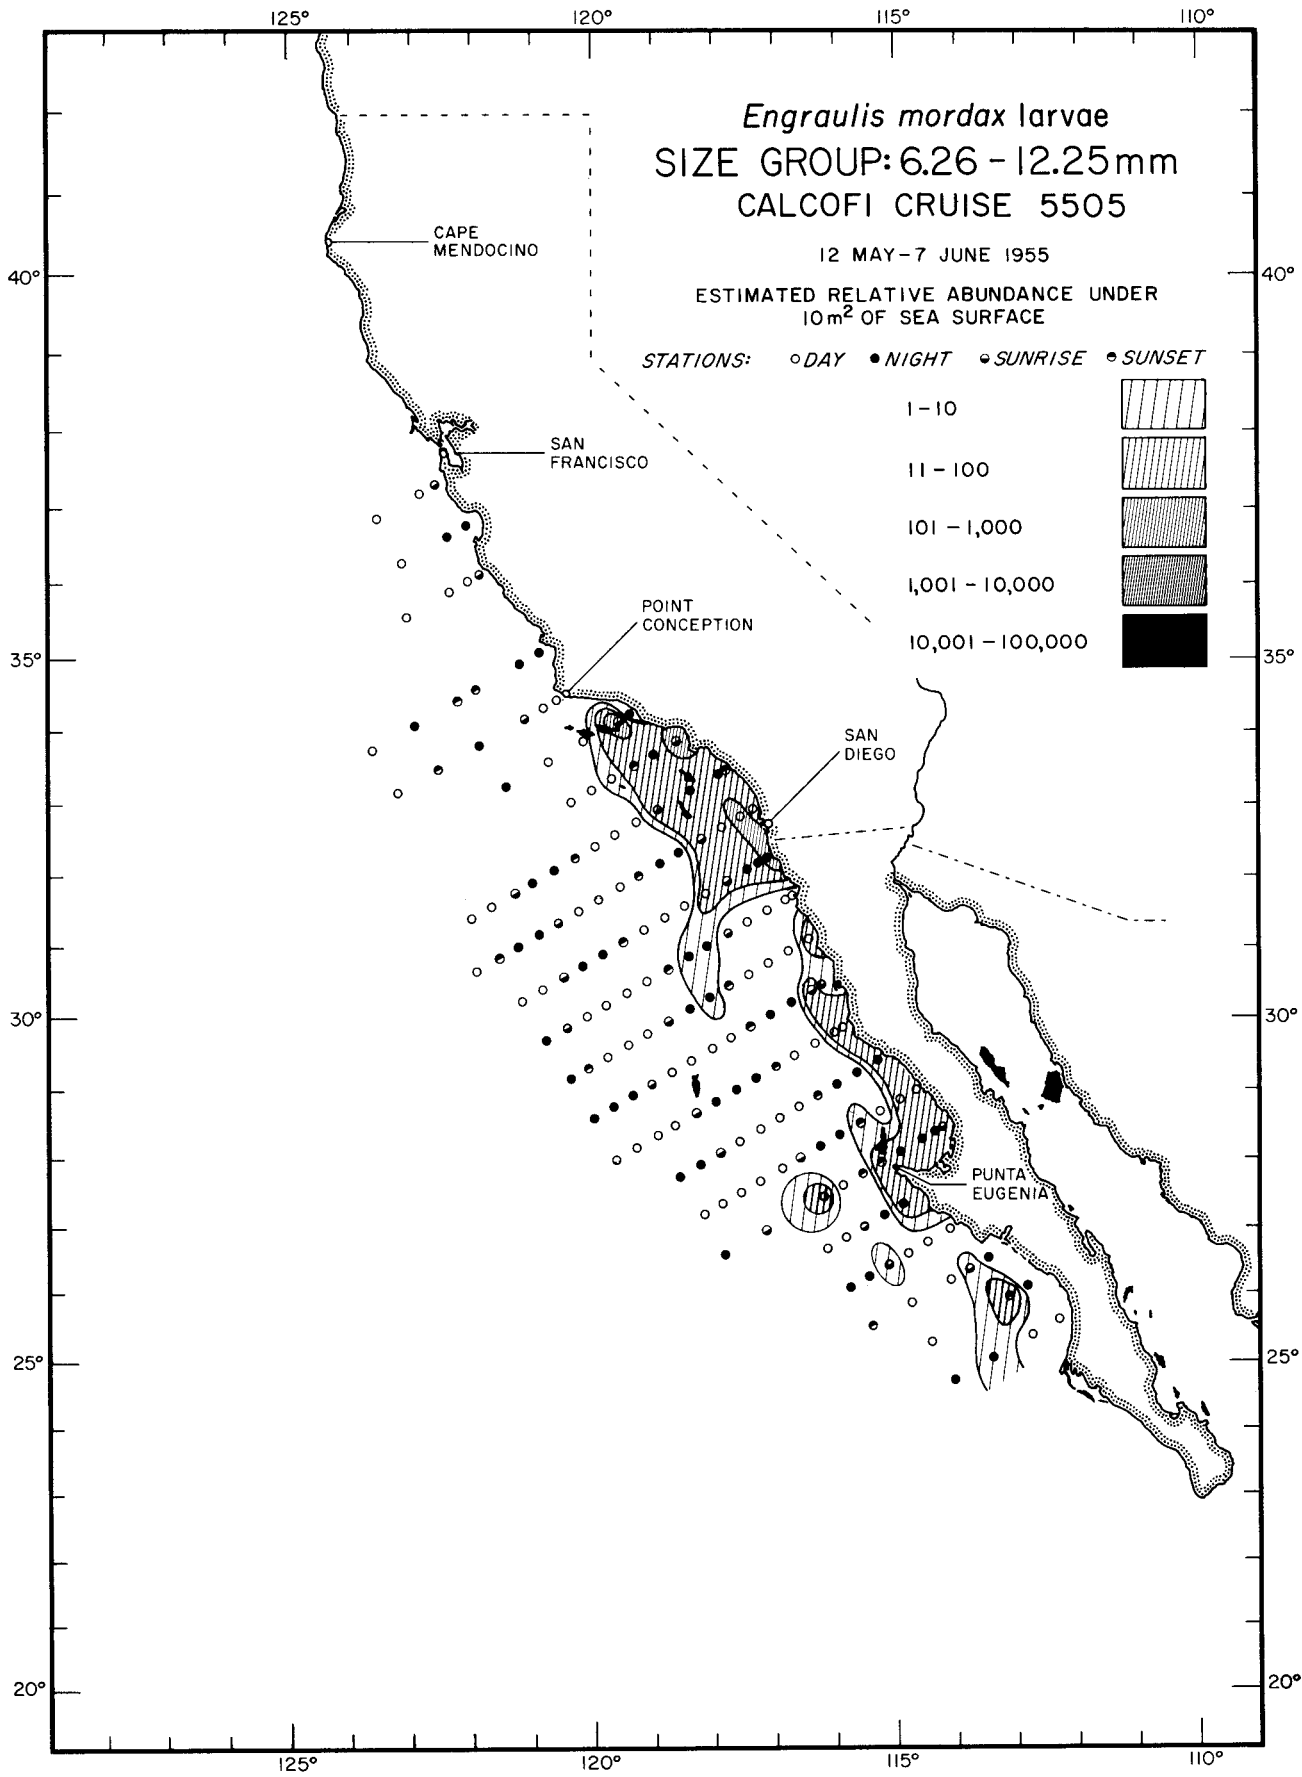 125° 120° 115° 110°
Engraulis mordax larvae
SIZE GROUP: 6.26 – 12.25mm
CALCOFI CRUISE 5505
12 MAY – 7 JUNE 1955
ESTIMATED RELATIVE ABUNDANCE UNDER
10m² OF SEA SURFACE
STATIONS: DAY NIGHT SUNRISE SUNSET
1 – 10
11 – 100
101 – 1,000
1,001 – 10,000
10,001 – 100,000
CAPE
MENDOCINO
40° 40°
SAN
FRANCISCO
POINT
CONCEPTION
35° 35°
SAN
DIEGO
30° 30°
PUNTA
EUGENIA
25° 25°
20° 20°
125° 120° 115° 110°